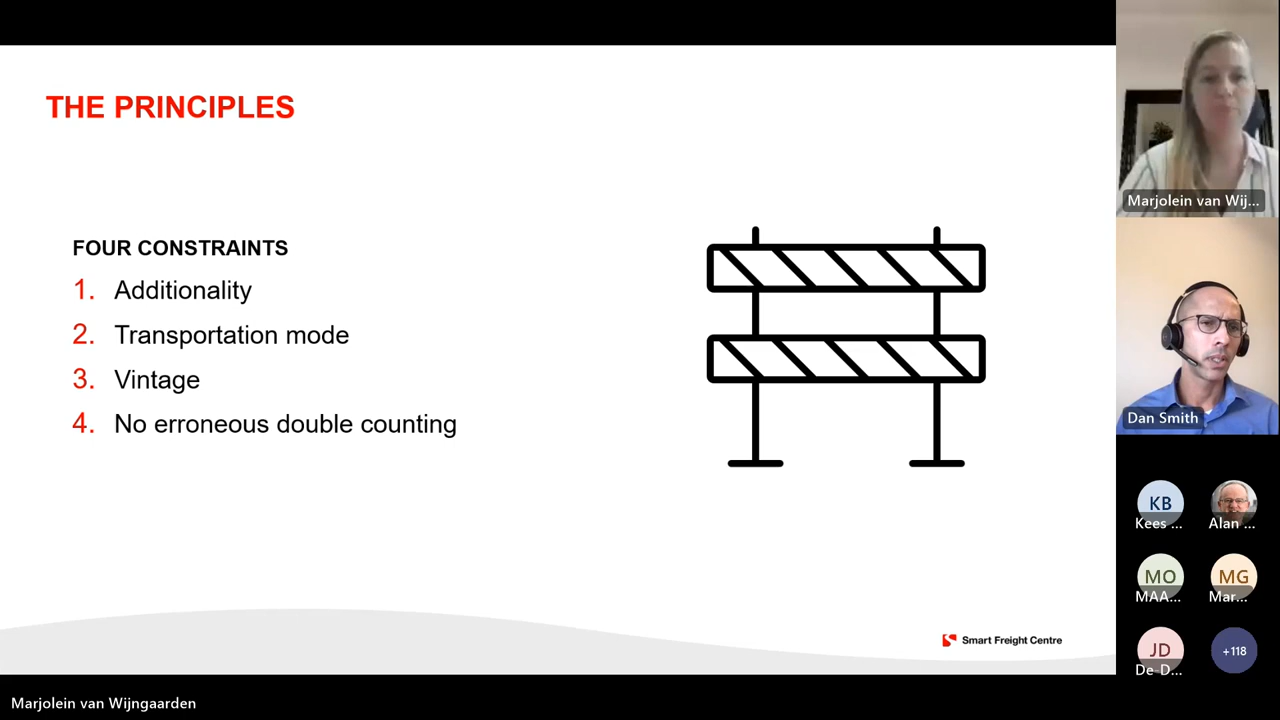 THE PRINCIPLES
FOUR CONSTRAINTS
1. Additionality
2. Transportation mode
3. Vintage
4. No erroneous double counting
Smart Freight Centre
Marjolein van Wij...
Dan Smith
KB
Kees ...
Alan ...
MO
MAA...
MG
Mar...
JD
De-D...
+118
Marjolein van Wijngaarden